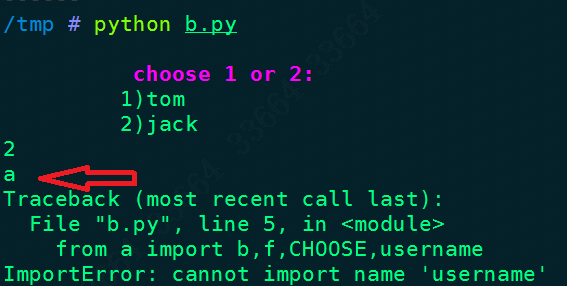 /tmp # python b.py
choose 1 or 2:
1)tom
2)jack
2
a
Traceback (most recent call last):
File "b.py", line 5, in <module>
from a import b,f,CHOOSE,username
ImportError: cannot import name 'username'